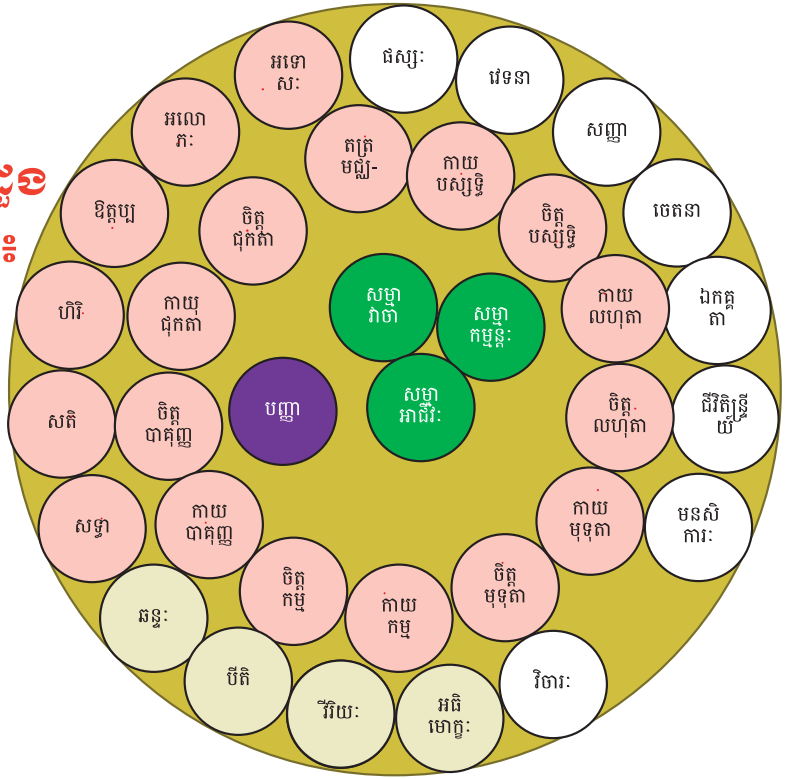 ផស្សៈ
វេទនា
សញ្ញា
ចេតនា
ឯកគ្គ
តា
ជីវិតិន្ទ្រី
យ៍
មនសិ
ការៈ
វិចារៈ
អធិ
មោក្ខៈ
វីរិយៈ
បីតិ
ឆន្ទៈ
សទ្ធា
សតិ
ហិរិ
ឱត្តប្ប
អលោ
ភៈ
អទោ
សៈ
តត្រ
មជ្ឈ-
កាយ
បស្សទ្ធិ
ចិត្ត
បស្សទ្ធិ
កាយ
លហុតា
ចិត្ត
លហុតា
កាយ
មុទុតា
ចិត្ត
មុទុតា
កាយ
កម្ម
ចិត្ត
កម្ម
កាយ
បាគុញ្ញ
ចិត្ត
បាគុញ្ញ
កាយុ
ជុកតា
ចិត្តុ
ជុកតា
សម្មា
វាចា
សម្មា
កម្មន្តៈ
សម្មា
អាជីវៈ
បញ្ញា